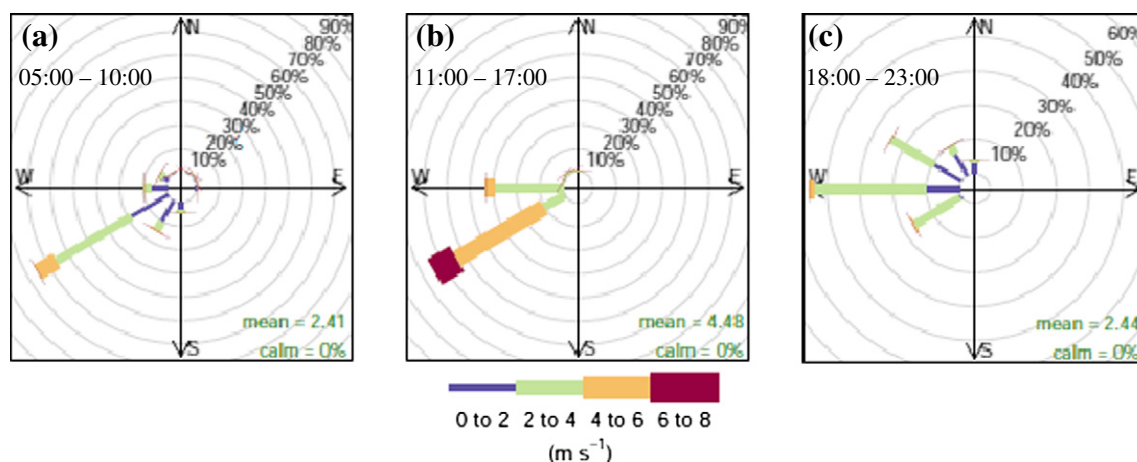 (a)
05:00 – 10:00
N
90%
80%
70%
60%
50%
40%
30%
20%
10%
W
E
S
mean = 2.41
calm = 0%
(b)
11:00 – 17:00
N
90%
80%
70%
60%
50%
40%
30%
20%
10%
W
E
S
mean = 4.48
calm = 0%
(c)
18:00 – 23:00
N
60%
50%
40%
30%
20%
10%
W
E
S
mean = 2.44
calm = 0%
0 to 2 2 to 4 4 to 6 6 to 8
(m s⁻¹)